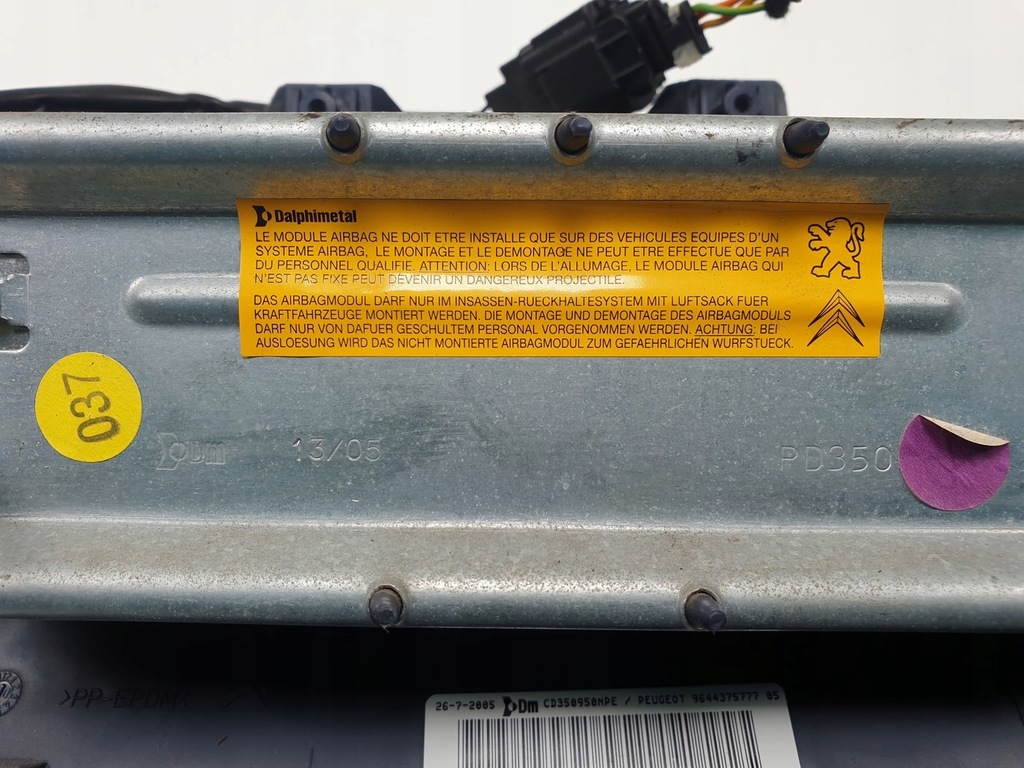 Dalphimetal
LE MODULE AIRBAG NE DOIT ETRE INSTALLE QUE SUR DES VEHICULES EQUIPES D'UN
SYSTEME AIRBAG, LE MONTAGE ET LE DEMONTAGE NE PEUT ETRE EFFECTUE QUE PAR
DU PERSONNEL QUALIFIE. ATTENTION: LORS DE L'ALLUMAGE, LE MODULE AIRBAG QUI
N'EST PAS FIXE PEUT DEVENIR UN DANGEREUX PROJECTILE.
DAS AIRBAGMODUL DARF NUR IM INSASSEN-RUECKHALTESYSTEM MIT LUFTSACK FUER
KRAFTFAHRZEUGE MONTIERT WERDEN. DIE MONTAGE UND DEMONTAGE DES AIRBAGMODULS
DARF NUR VON DAFUER GESCHULTEM PERSONAL VORGENOMMEN WERDEN. ACHTUNG: BEI
AUSLOESUNG WIRD DAS NICHT MONTIERTE AIRBAGMODUL ZUM GEFAEHRLICHEN WURFSTUECK.
037
Dm 13/05 PD350
>PP-EPDM<
26-7-2005 Dm CD350950NPE / PEUGEOT 9644375777 05